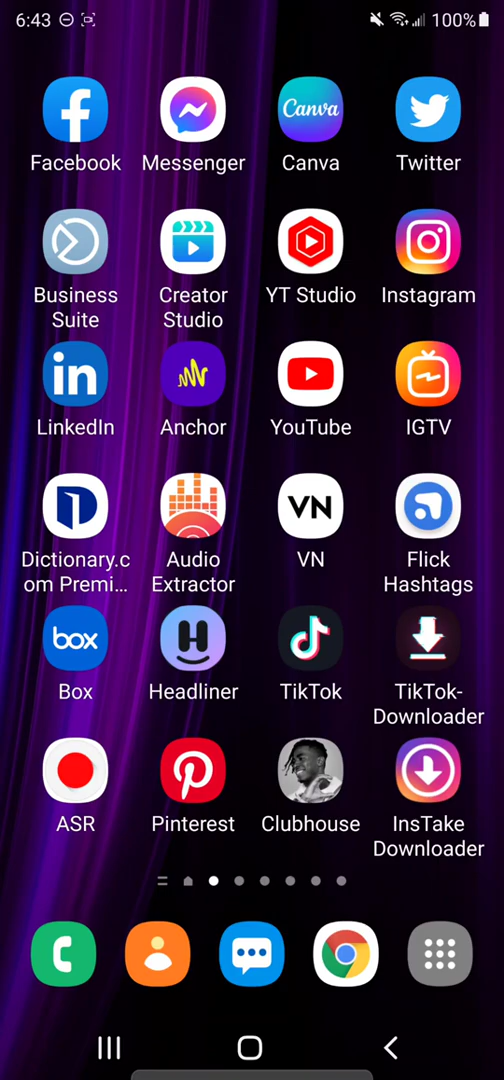 6:43 100%
Facebook Messenger Canva Twitter
Canva
Business Suite
Creator Studio
YT Studio
Instagram
in
LinkedIn Anchor YouTube IGTV
VN
Dictionary.c
om Premi...
Audio
Extractor
VN
Flick
Hashtags
box
H
Box Headliner TikTok TikTok-
Downloader
ASR Pinterest Clubhouse InsTake
Downloader